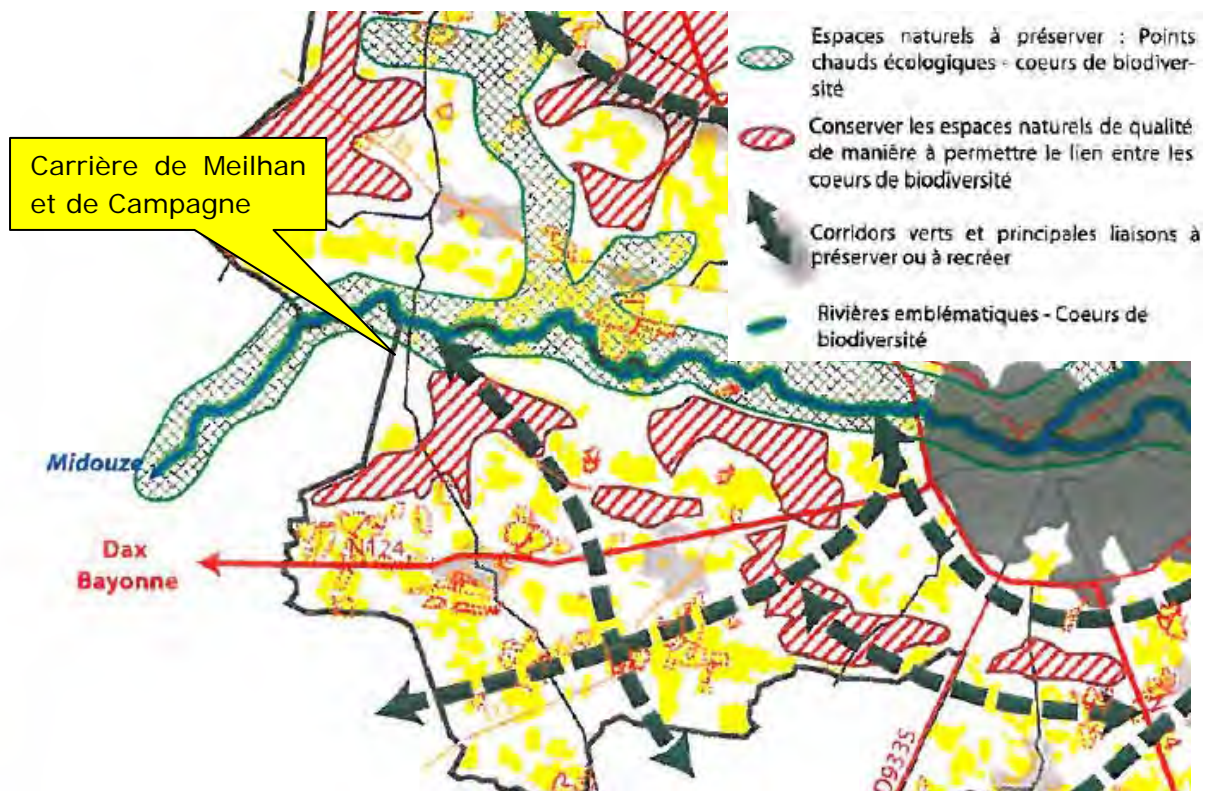 Espaces naturels à préserver : Points
chauds écologiques - coeurs de biodiver-
sité
Conserver les espaces naturels de qualité
de manière à permettre le lien entre les
coeurs de biodiversité
Corridors verts et principales liaisons à
préserver ou à recréer
Rivières emblématiques - Coeurs de
biodiversité
Carrière de Meilhan
et de Campagne
Midouze
Dax
Bayonne
N124
D933S